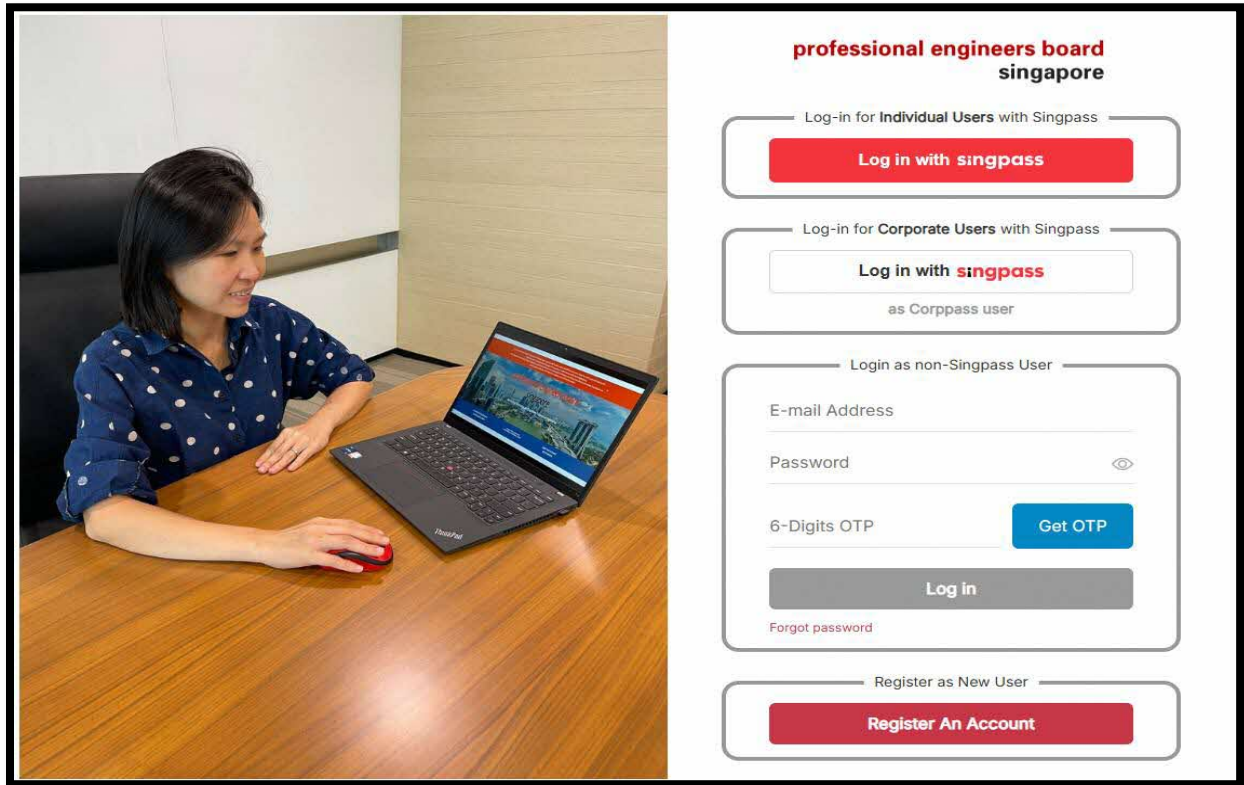 professional engineers board
singapore
Log-in for Individual Users with Singpass
Log in with singpass
Log-in for Corporate Users with Singpass
Log in with singpass
as Corppass user
Login as non-Singpass User
E-mail Address
Password
6-Digits OTP
Get OTP
Log in
Forgot password
Register as New User
Register An Account
ThinkPad